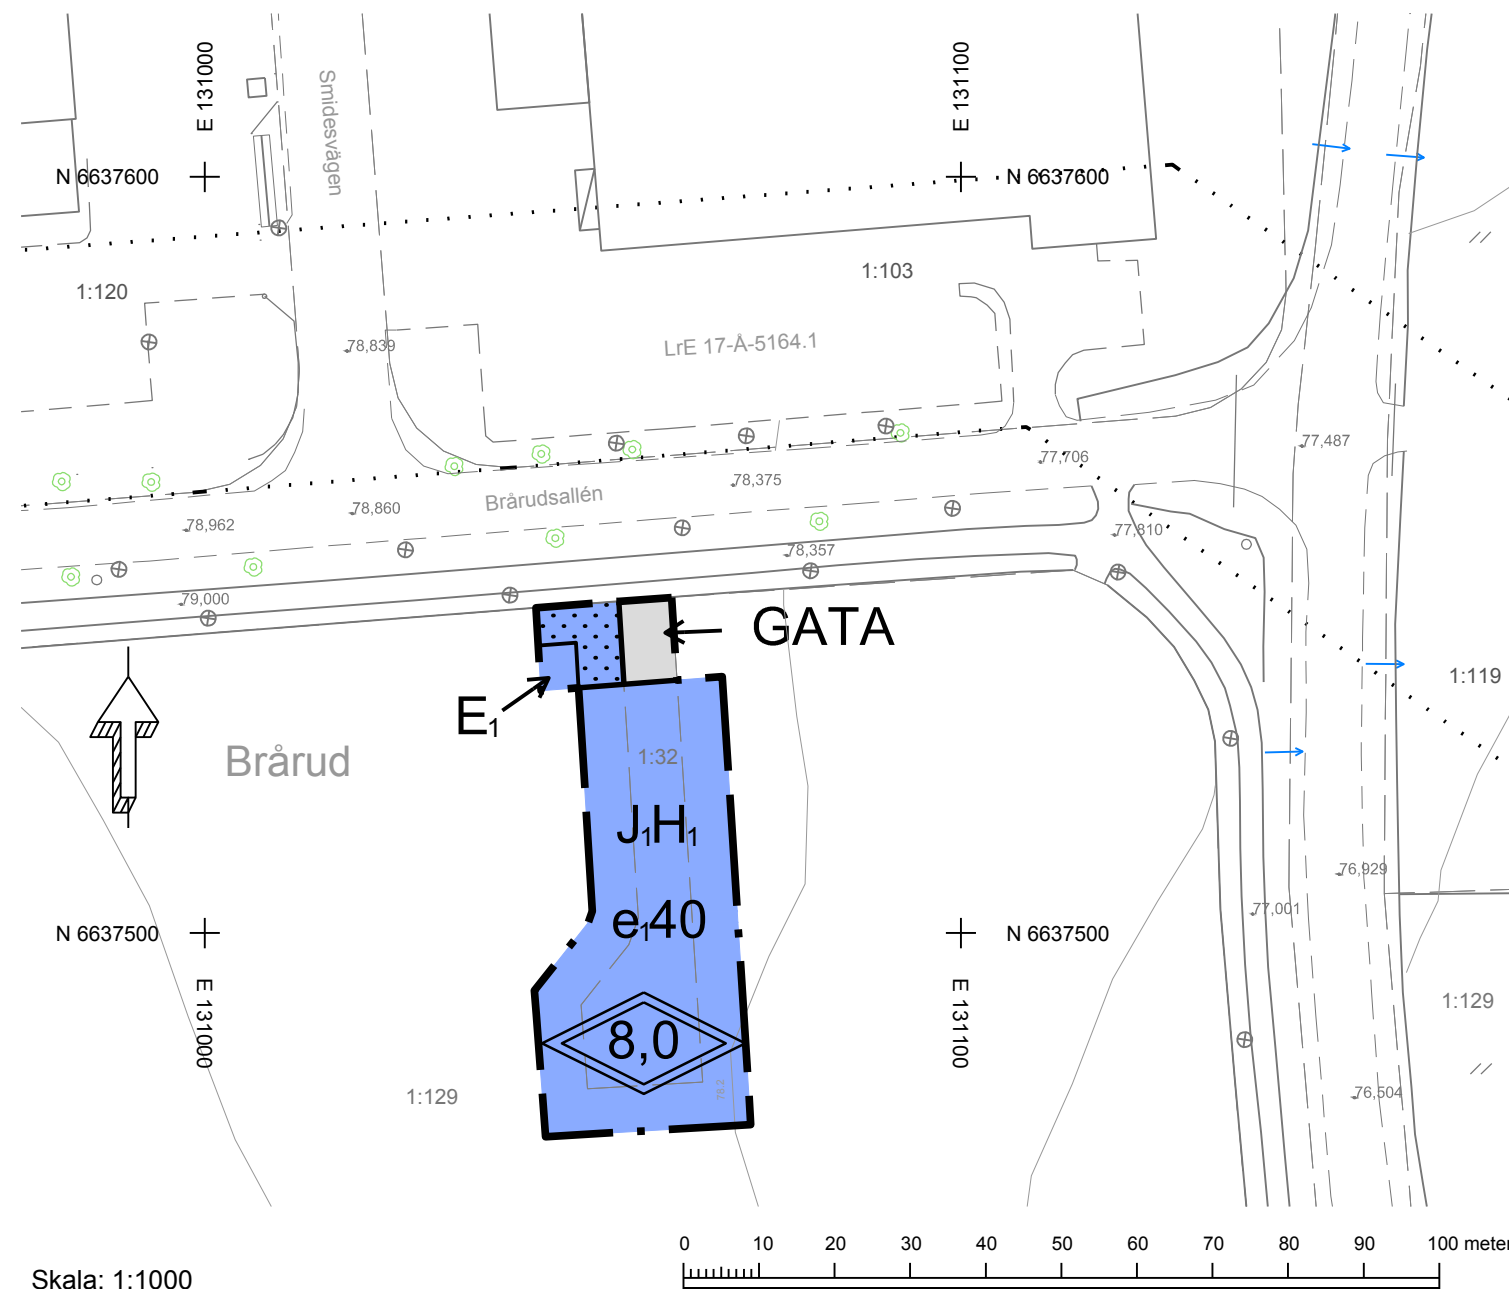 E 131000
Smidesvägen
E 131100
N 6637600
N 6637600
1:120
1:103
78,839
LrE 17-Å-5164.1
77,487
77,706
78,375
Brårudsallén
78,860
78,962
77,810
78,357
79,000
GATA
1:119
E1
Brårud
1:32
J1H1
76,929
e140
77,001
N 6637500
N 6637500
E 131000
E 131100
1:129
8,0
78.2
1:129
76,504
0 10 20 30 40 50 60 70 80 90 100 meter
Skala: 1:1000